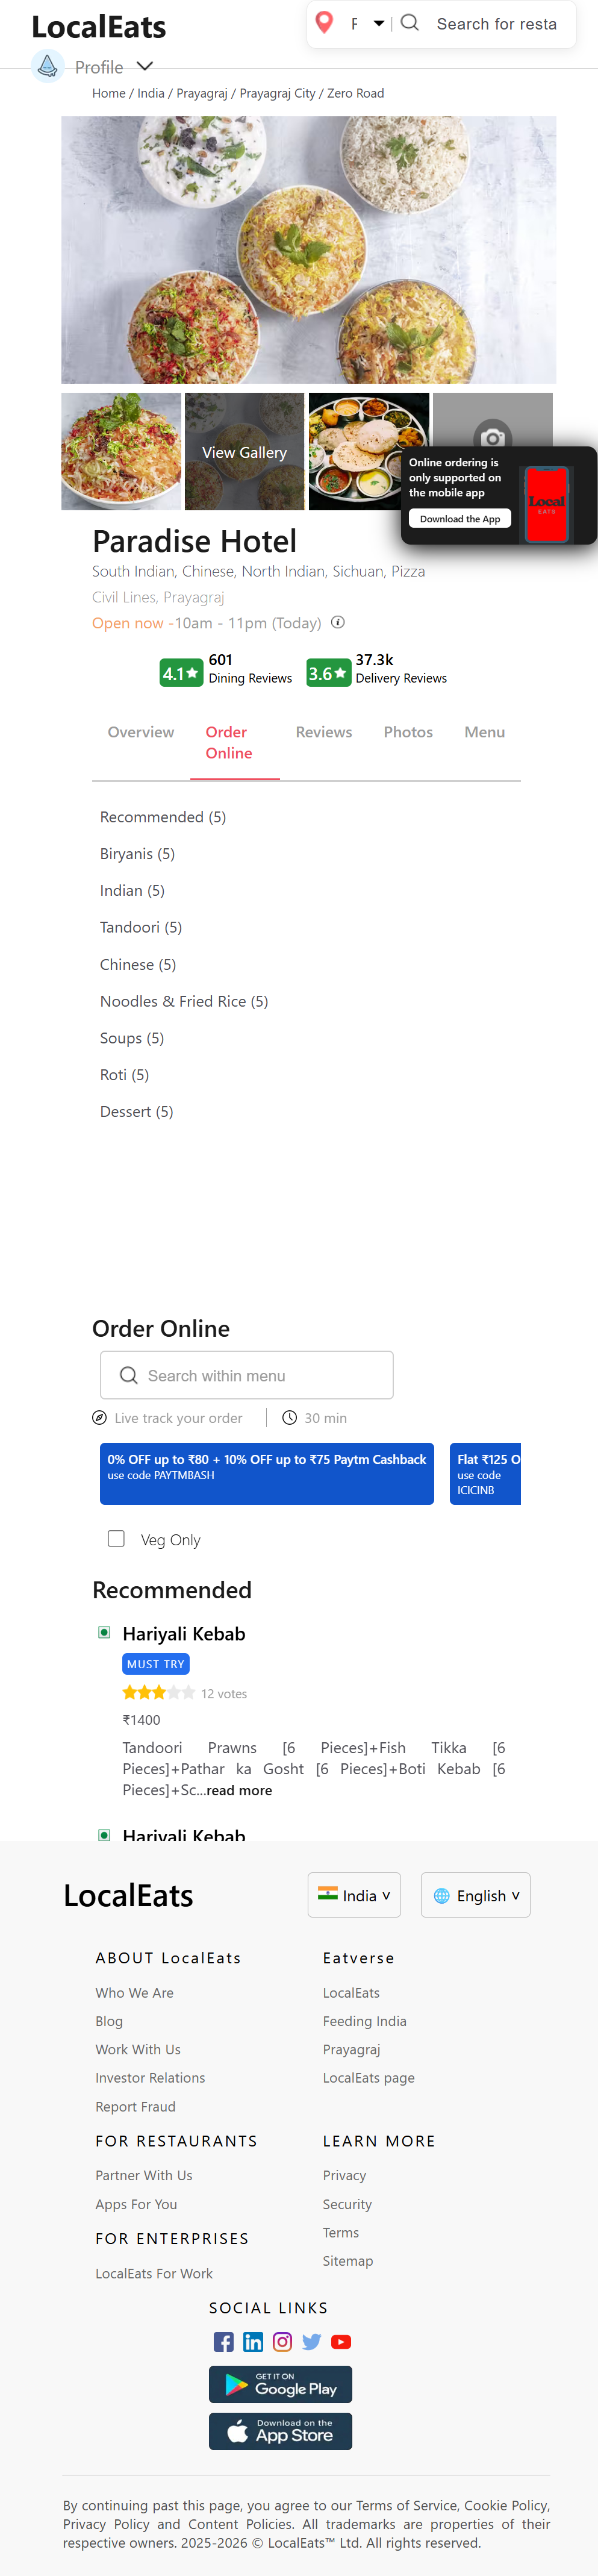 LocalEats
F
Search for resta
Profile
Home / India / Prayagraj / Prayagraj City / Zero Road
View Gallery
Online ordering is
only supported on
the mobile app
Download the App
Local
EATS
Paradise Hotel
South Indian, Chinese, North Indian, Sichuan, Pizza
Civil Lines, Prayagraj
Open now -10am - 11pm (Today)
4.1★ 601
Dining Reviews
3.6★ 37.3k
Delivery Reviews
Overview
Order
Online
Reviews
Photos
Menu
Recommended (5)
Biryanis (5)
Indian (5)
Tandoori (5)
Chinese (5)
Noodles & Fried Rice (5)
Soups (5)
Roti (5)
Dessert (5)
Order Online
Search within menu
Live track your order
30 min
0% OFF up to ₹80 + 10% OFF up to ₹75 Paytm Cashback
use code PAYTMBASH
Flat ₹125 O
use code
ICICINB
Veg Only
Recommended
Hariyali Kebab
MUST TRY
12 votes
₹1400
Tandoori Prawns [6 Pieces]+Fish Tikka [6
Pieces]+Pathar ka Gosht [6 Pieces]+Boti Kebab [6
Pieces]+Sc...read more
Hariyali Kebab
LocalEats
India v
English v
ABOUT LocalEats
Who We Are
Blog
Work With Us
Investor Relations
Report Fraud
Eatverse
LocalEats
Feeding India
Prayagraj
LocalEats page
FOR RESTAURANTS
Partner With Us
Apps For You
FOR ENTERPRISES
LocalEats For Work
LEARN MORE
Privacy
Security
Terms
Sitemap
SOCIAL LINKS
GET IT ON
Google Play
Download on the
App Store
By continuing past this page, you agree to our Terms of Service, Cookie Policy,
Privacy Policy and Content Policies. All trademarks are properties of their
respective owners. 2025-2026 © LocalEats™ Ltd. All rights reserved.